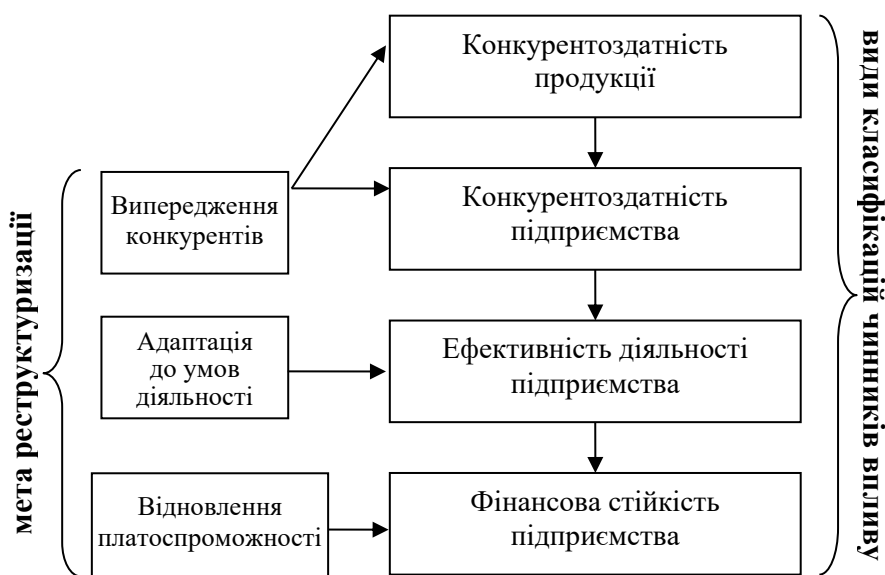 мета реструктуризації
Випередження
конкурентів
Адаптація
до умов
діяльності
Відновлення
платоспроможності
Конкурентоздатність
продукції
Конкурентоздатність
підприємства
Ефективність діяльності
підприємства
Фінансова стійкість
підприємства
види класифікацій чинників впливу